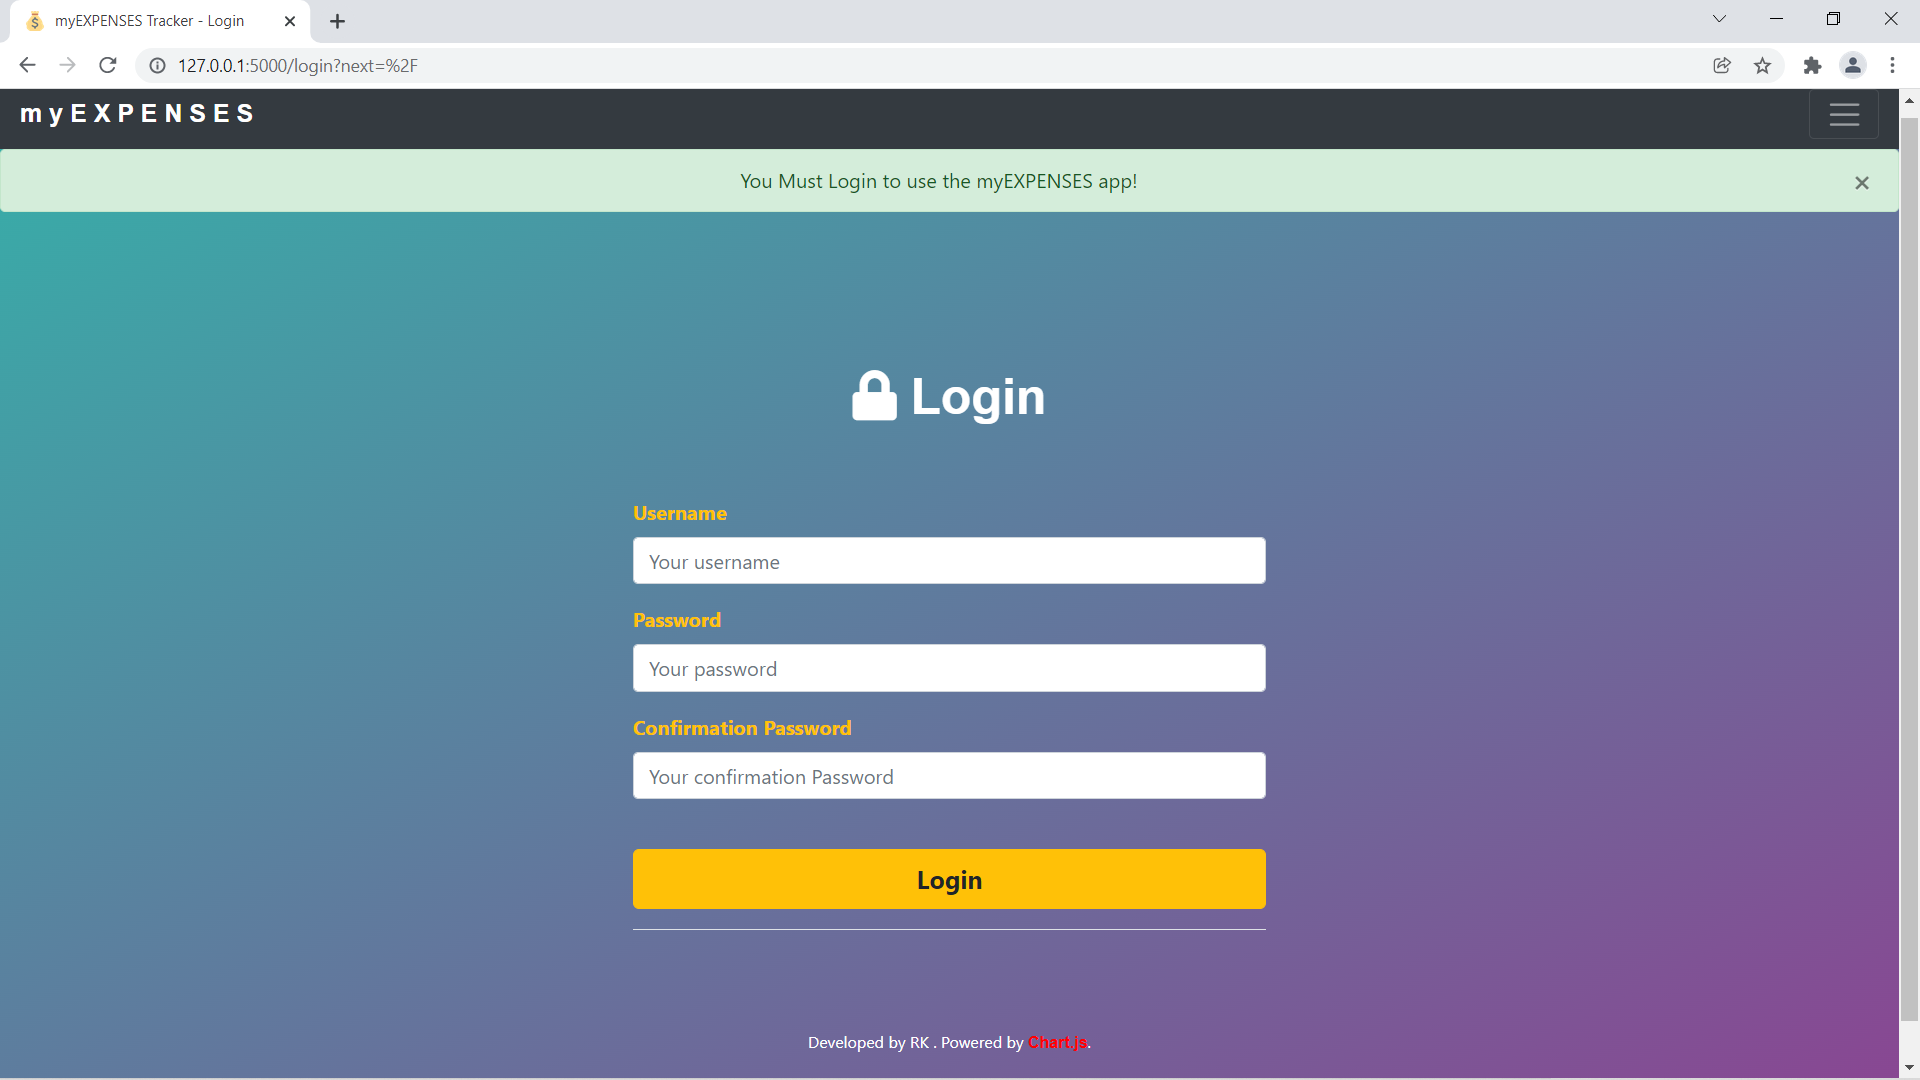 myEXPENSES Tracker - Login
127.0.0.1:5000/login?next=%2F
myEXPENSES
You Must Login to use the myEXPENSES app!
×
Login
Username
Your username
Password
Your password
Confirmation Password
Your confirmation Password
Login
Developed by RK . Powered by Chart.js.